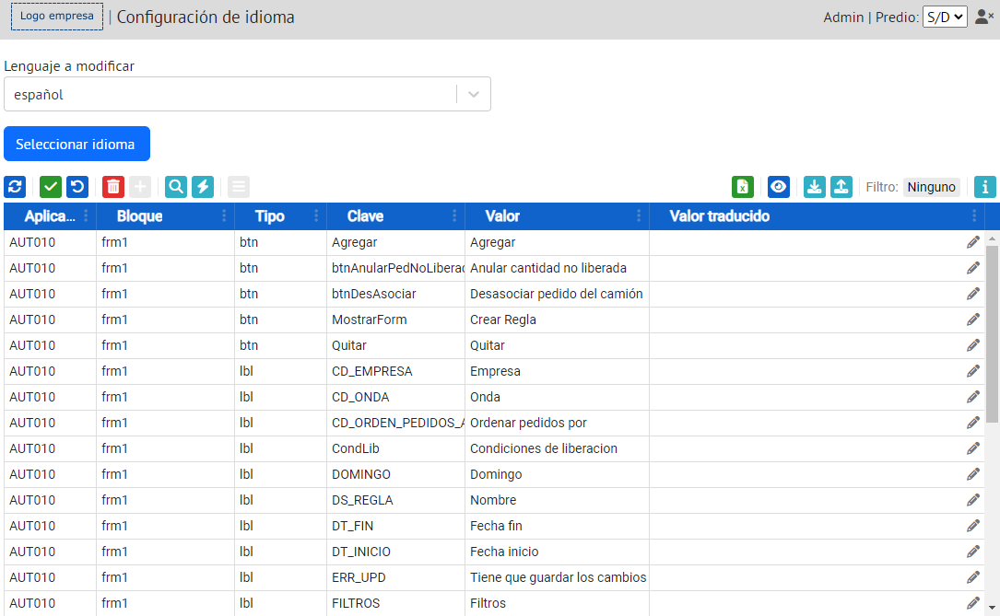 Logo empresa | Configuración de idioma Admin | Predio: S/D
Lenguaje a modificar
español
Seleccionar idioma
Filtro: Ninguno
Aplica... Bloque Tipo Clave Valor Valor traducido
AUT010 frm1 btn Agregar Agregar
AUT010 frm1 btn btnAnularPedNoLiberad Anular cantidad no liberada
AUT010 frm1 btn btnDesAsociar Desasociar pedido del camión
AUT010 frm1 btn MostrarForm Crear Regla
AUT010 frm1 btn Quitar Quitar
AUT010 frm1 lbl CD_EMPRESA Empresa
AUT010 frm1 lbl CD_ONDA Onda
AUT010 frm1 lbl CD_ORDEN_PEDIDOS_A Ordenar pedidos por
AUT010 frm1 lbl CondLib Condiciones de liberacion
AUT010 frm1 lbl DOMINGO Domingo
AUT010 frm1 lbl DS_REGLA Nombre
AUT010 frm1 lbl DT_FIN Fecha fin
AUT010 frm1 lbl DT_INICIO Fecha inicio
AUT010 frm1 lbl ERR_UPD Tiene que guardar los cambios
AUT010 frm1 lbl FILTROS Filtros